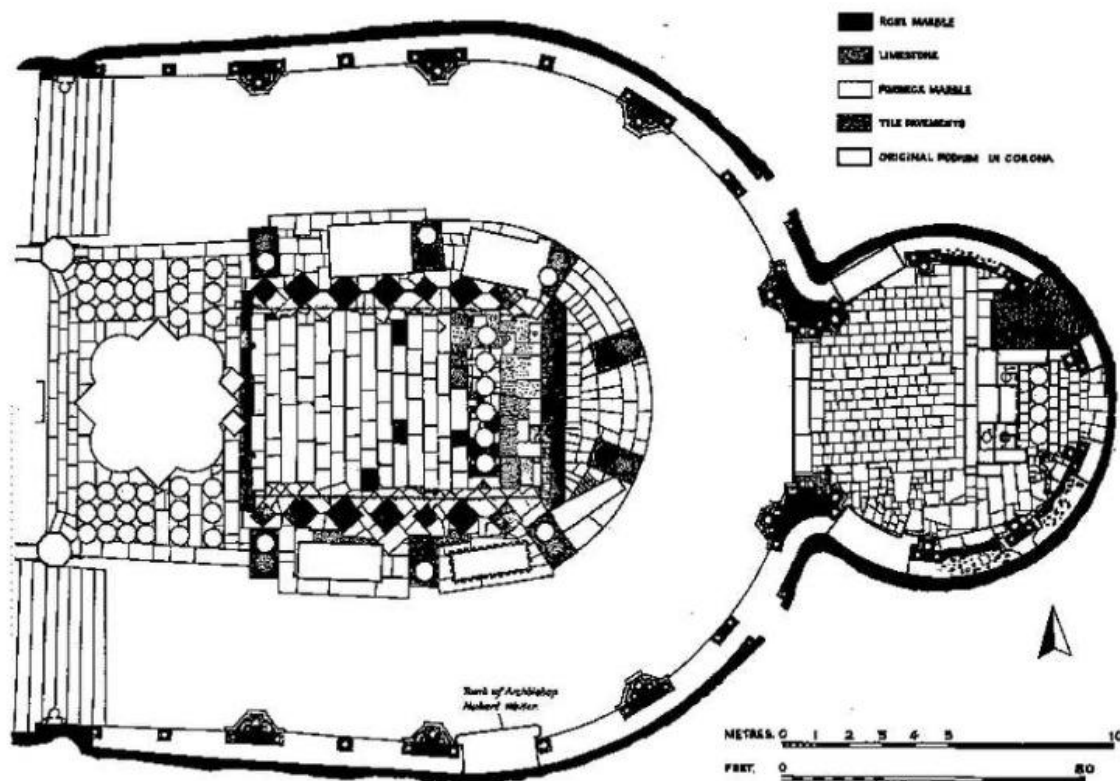 ROSE MARBLE
LIMESTONE
PURBECK MARBLE
TILE PAVEMENTS
ORIGINAL PODIUM IN CORONA
Tomb of Archbishop
Hubert Walter.
METRES. 0 1 2 3 4 5 10
FEET. 0